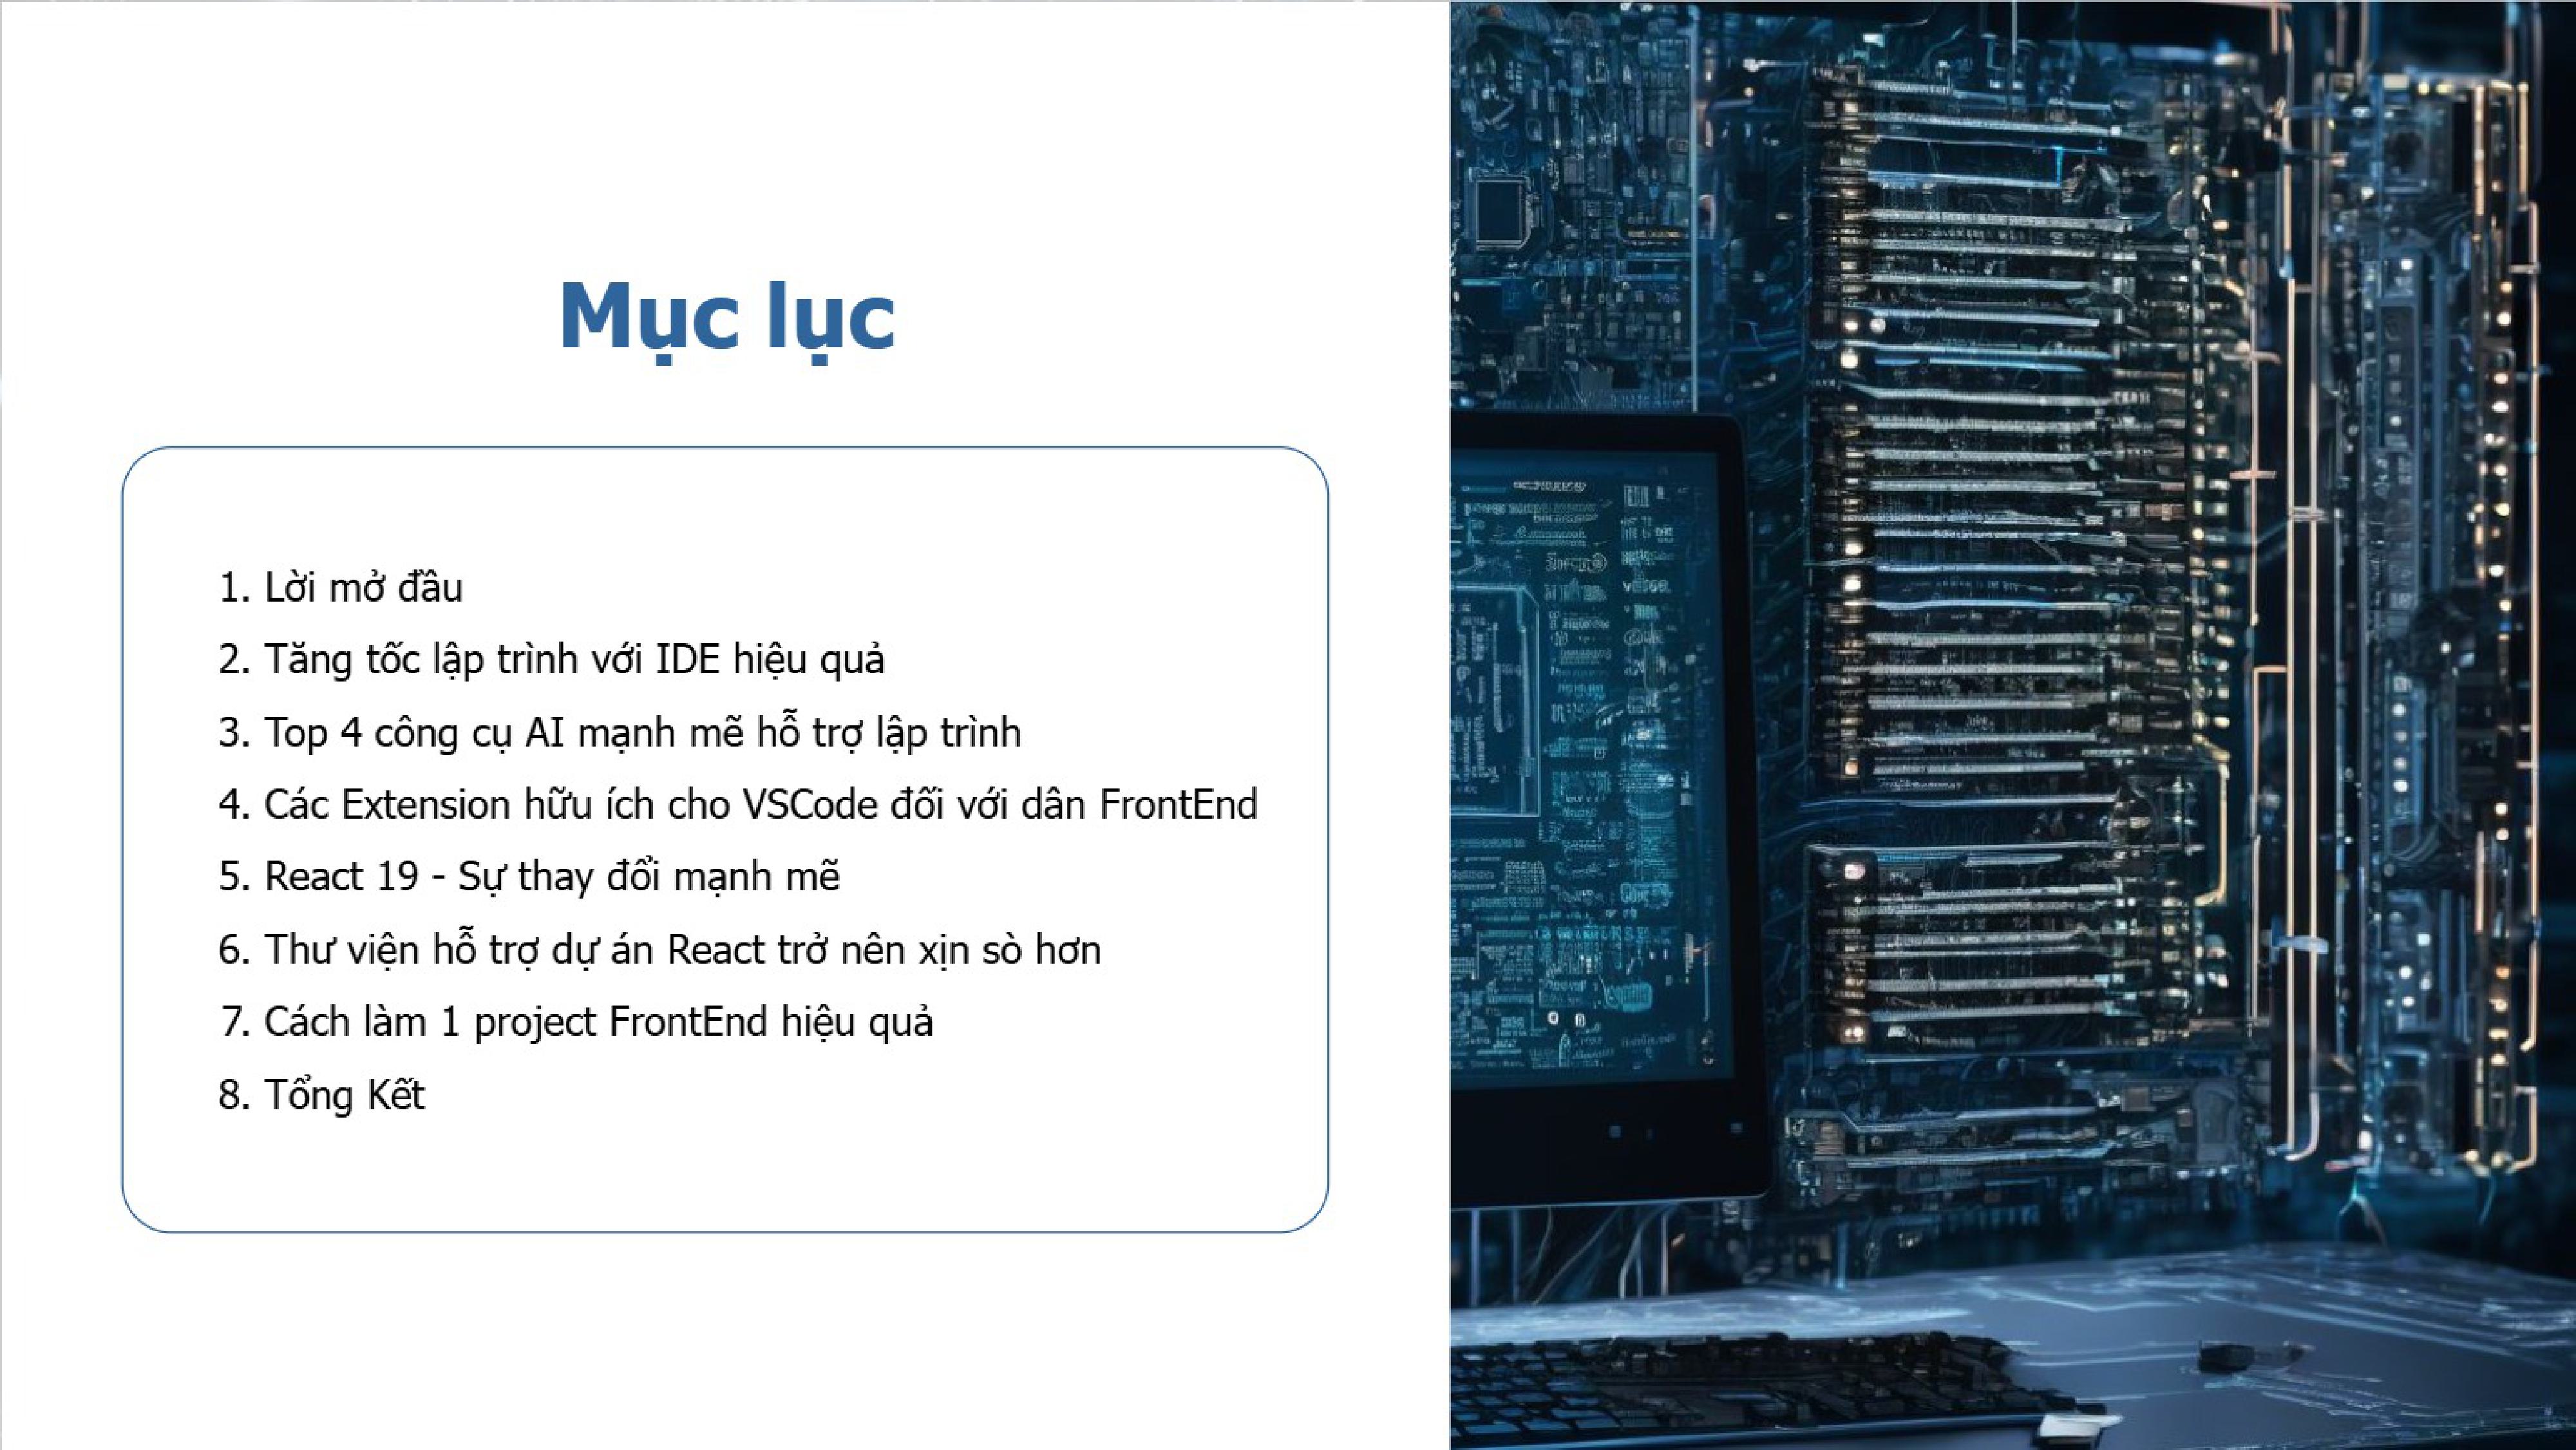 Mục lục
1. Lời mở đầu
2. Tăng tốc lập trình với IDE hiệu quả
3. Top 4 công cụ AI mạnh mẽ hỗ trợ lập trình
4. Các Extension hữu ích cho VSCode đối với dân FrontEnd
5. React 19 - Sự thay đổi mạnh mẽ
6. Thư viện hỗ trợ dự án React trở nên xịn sò hơn
7. Cách làm 1 project FrontEnd hiệu quả
8. Tổng Kết